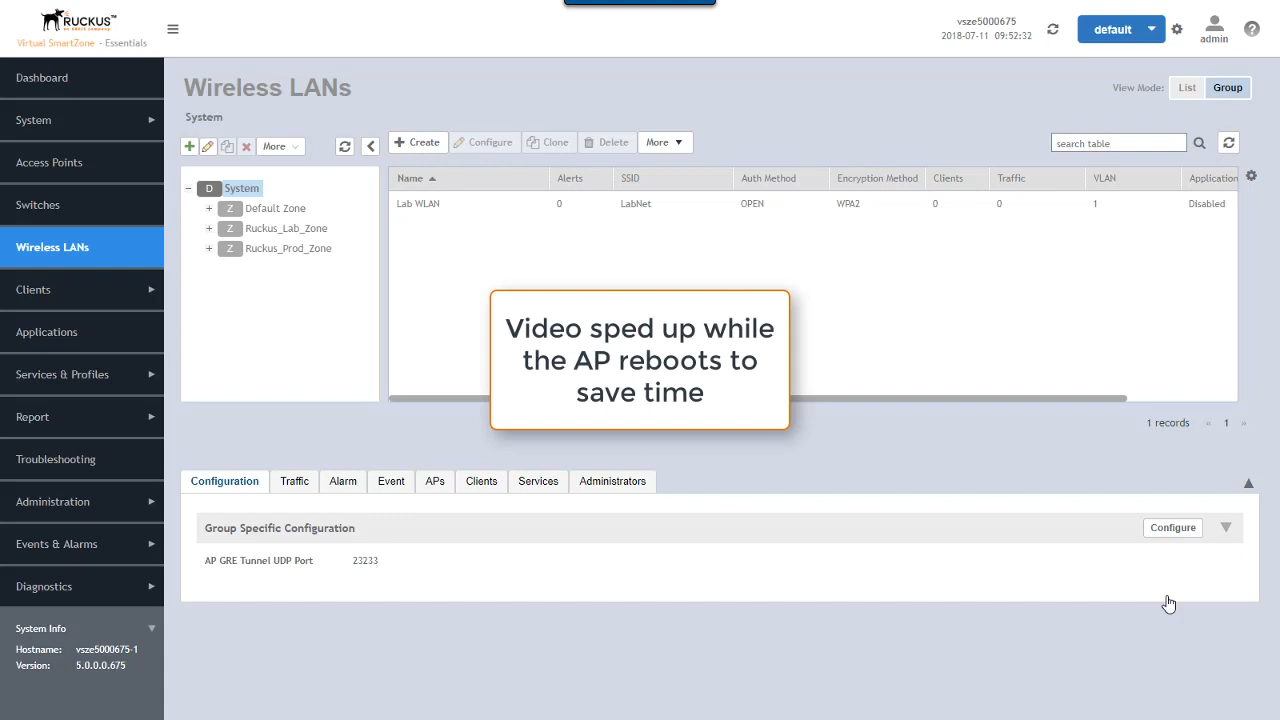 RUCKUS™
Virtual SmartZone - Essentials
vsze5000675
2018-07-11 09:52:32
default
admin
Dashboard
System
Access Points
Switches
Wireless LANs
Clients
Applications
Services & Profiles
Report
Troubleshooting
Administration
Events & Alarms
Diagnostics
System Info
Hostname: vsze5000675-1
Version: 5.0.0.0.675
Wireless LANs
View Mode: List Group
System
More
Create Configure Clone Delete More
search table
D System
Z Default Zone
Z Ruckus_Lab_Zone
Z Ruckus_Prod_Zone
Name Alerts SSID Auth Method Encryption Method Clients Traffic VLAN Application
Lab WLAN 0 LabNet OPEN WPA2 0 0 1 Disabled
Video sped up while
the AP reboots to
save time
1 records « 1 »
Configuration Traffic Alarm Event APs Clients Services Administrators
Group Specific Configuration
Configure
AP GRE Tunnel UDP Port 23233